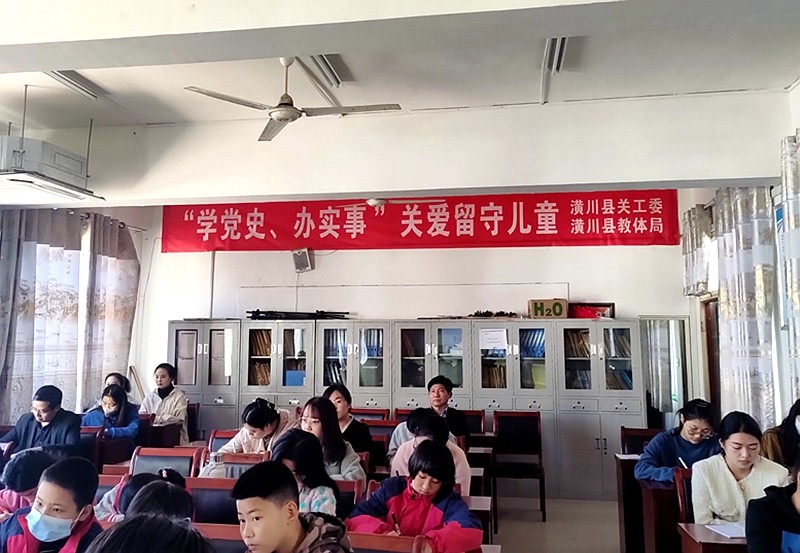 “学党史、办实事”关爱留守儿童
潢川县关工委
潢川县教体局
H2O